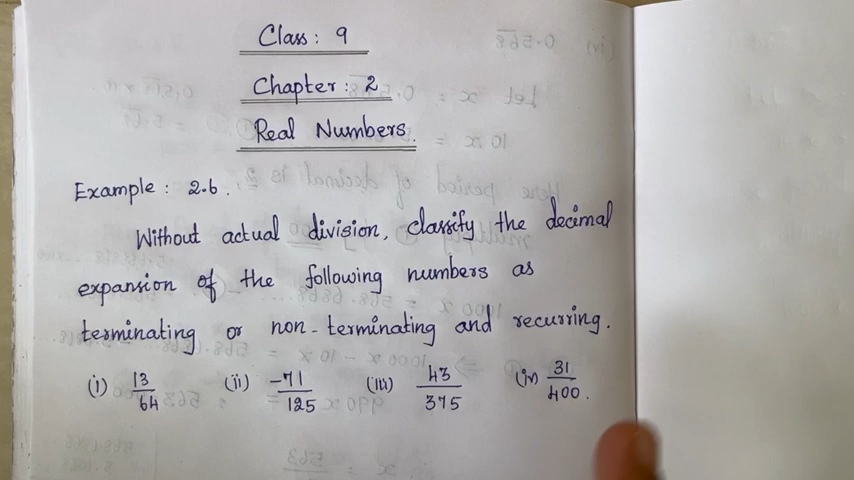 Class : 9
Chapter : 2
Real Numbers.
Example : 2.6.
Without actual division, classify the decimal
expansion of the following numbers as
terminating or non-terminating and recurring.
(i) 13/64 (ii) -71/125 (iii) 43/375 (iv) 31/400.